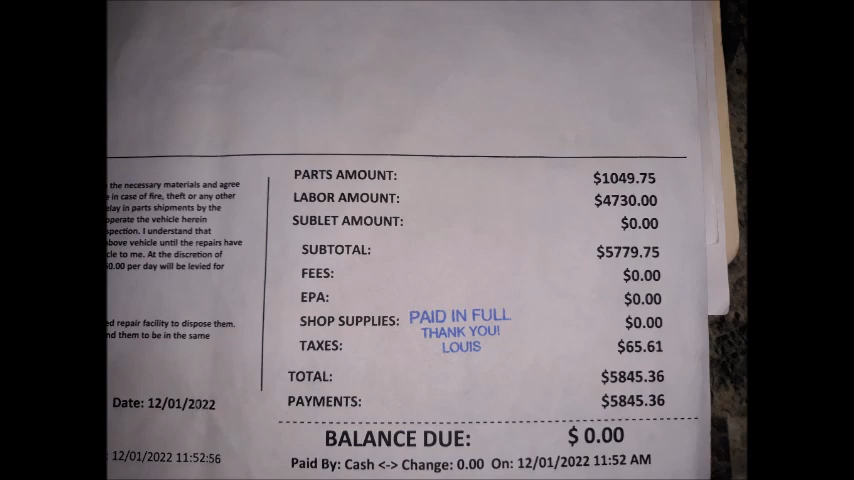 the necessary materials and agree
in case of fire, theft or any other
elay in parts shipments by the
operate the vehicle herein
spection. I understand that
bove vehicle until the repairs have
cle to me. At the discretion of
0.00 per day will be levied for
ed repair facility to dispose them.
nd them to be in the same
Date: 12/01/2022
: 12/01/2022 11:52:56
PARTS AMOUNT: $1049.75
LABOR AMOUNT: $4730.00
SUBLET AMOUNT: $0.00
SUBTOTAL: $5779.75
FEES: $0.00
EPA: $0.00
SHOP SUPPLIES: $0.00
TAXES: $65.61
PAID IN FULL
THANK YOU!
LOUIS
TOTAL: $5845.36
PAYMENTS: $5845.36
BALANCE DUE: $ 0.00
Paid By: Cash <-> Change: 0.00 On: 12/01/2022 11:52 AM